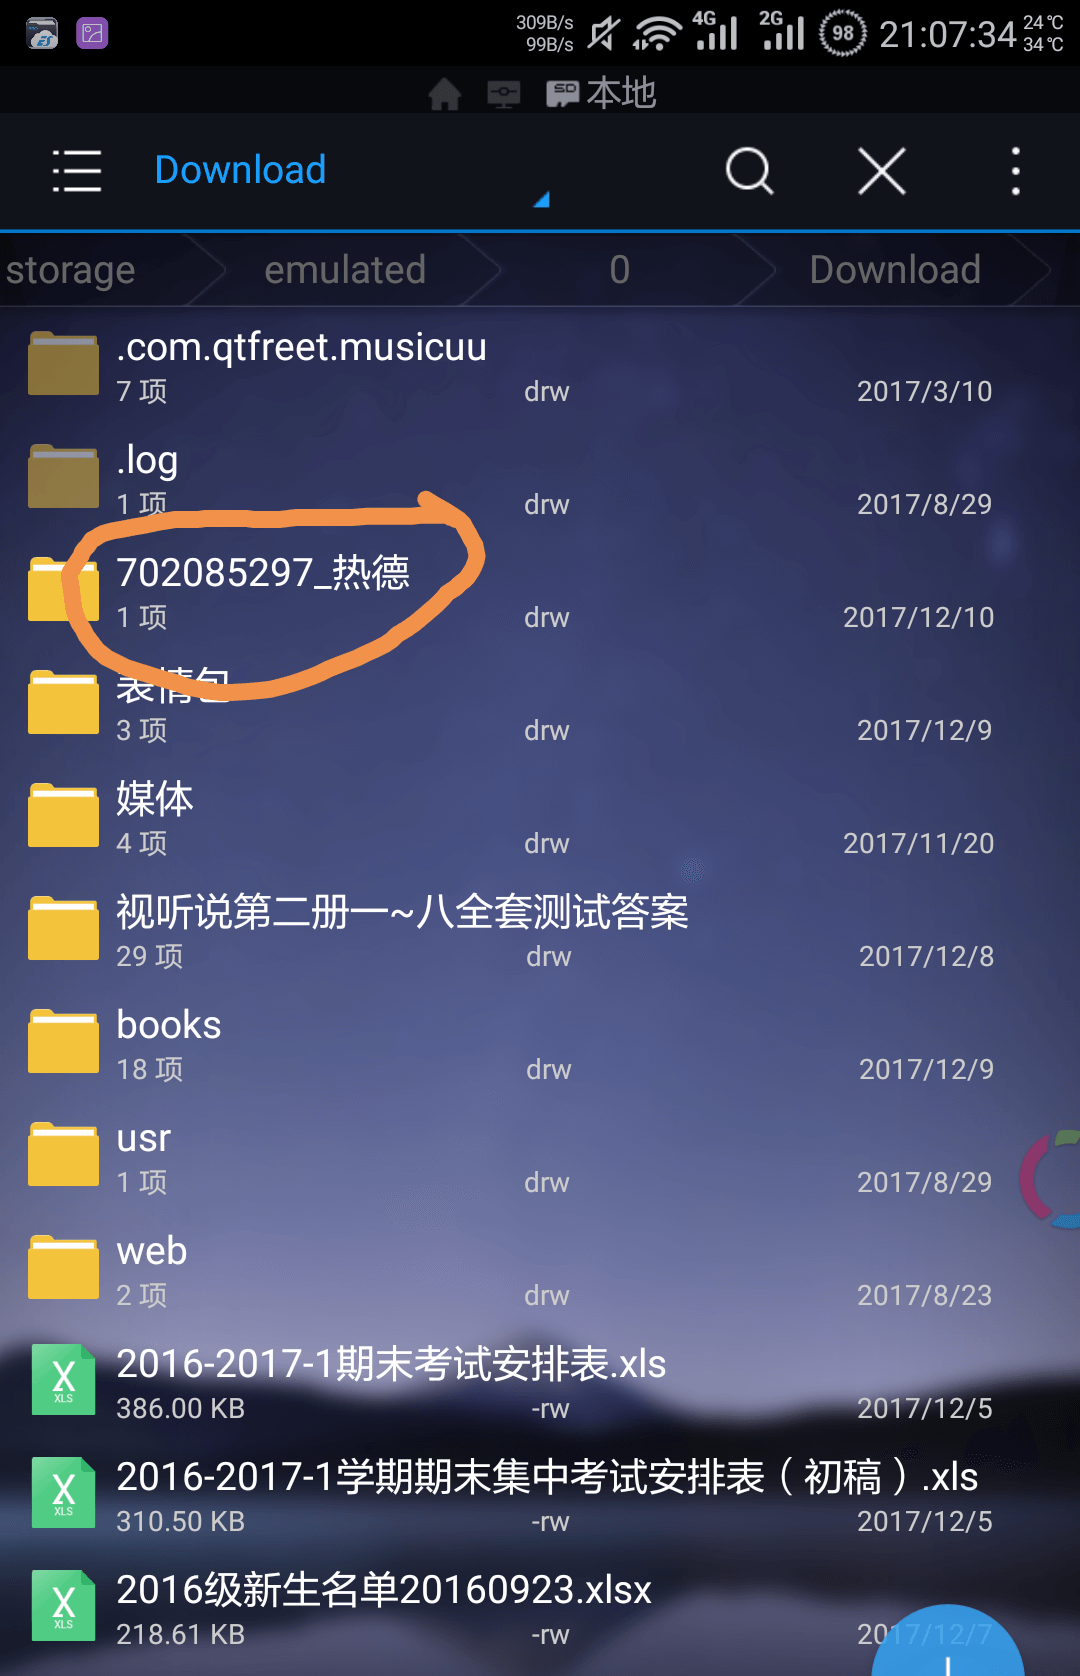 309B/s
99B/s
4G
2G
98
21:07:34
24℃
34℃
ES
SD
本地
Download
storage
emulated
0
Download
.com.qtfreet.musicuu
7 项
drw
2017/3/10
.log
1 项
drw
2017/8/29
702085297_热德
1 项
drw
2017/12/10
表情包
3 项
drw
2017/12/9
媒体
4 项
drw
2017/11/20
视听说第二册一~八全套测试答案
29 项
drw
2017/12/8
books
18 项
drw
2017/12/9
usr
1 项
drw
2017/8/29
web
2 项
drw
2017/8/23
X
XLS
2016-2017-1期末考试安排表.xls
386.00 KB
-rw
2017/12/5
X
XLS
2016-2017-1学期期末集中考试安排表（初稿）.xls
310.50 KB
-rw
2017/12/5
X
XLS
2016级新生名单20160923.xlsx
218.61 KB
-rw
2017/12/7